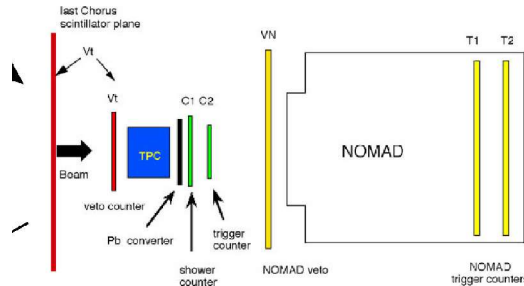 last Chorus
scintillator plane
Vt
Vt
TPC
C1 C2
VN
T1 T2
NOMAD
Beam
veto counter
Pb converter
trigger
counter
shower
counter
NOMAD veto
NOMAD
trigger counters